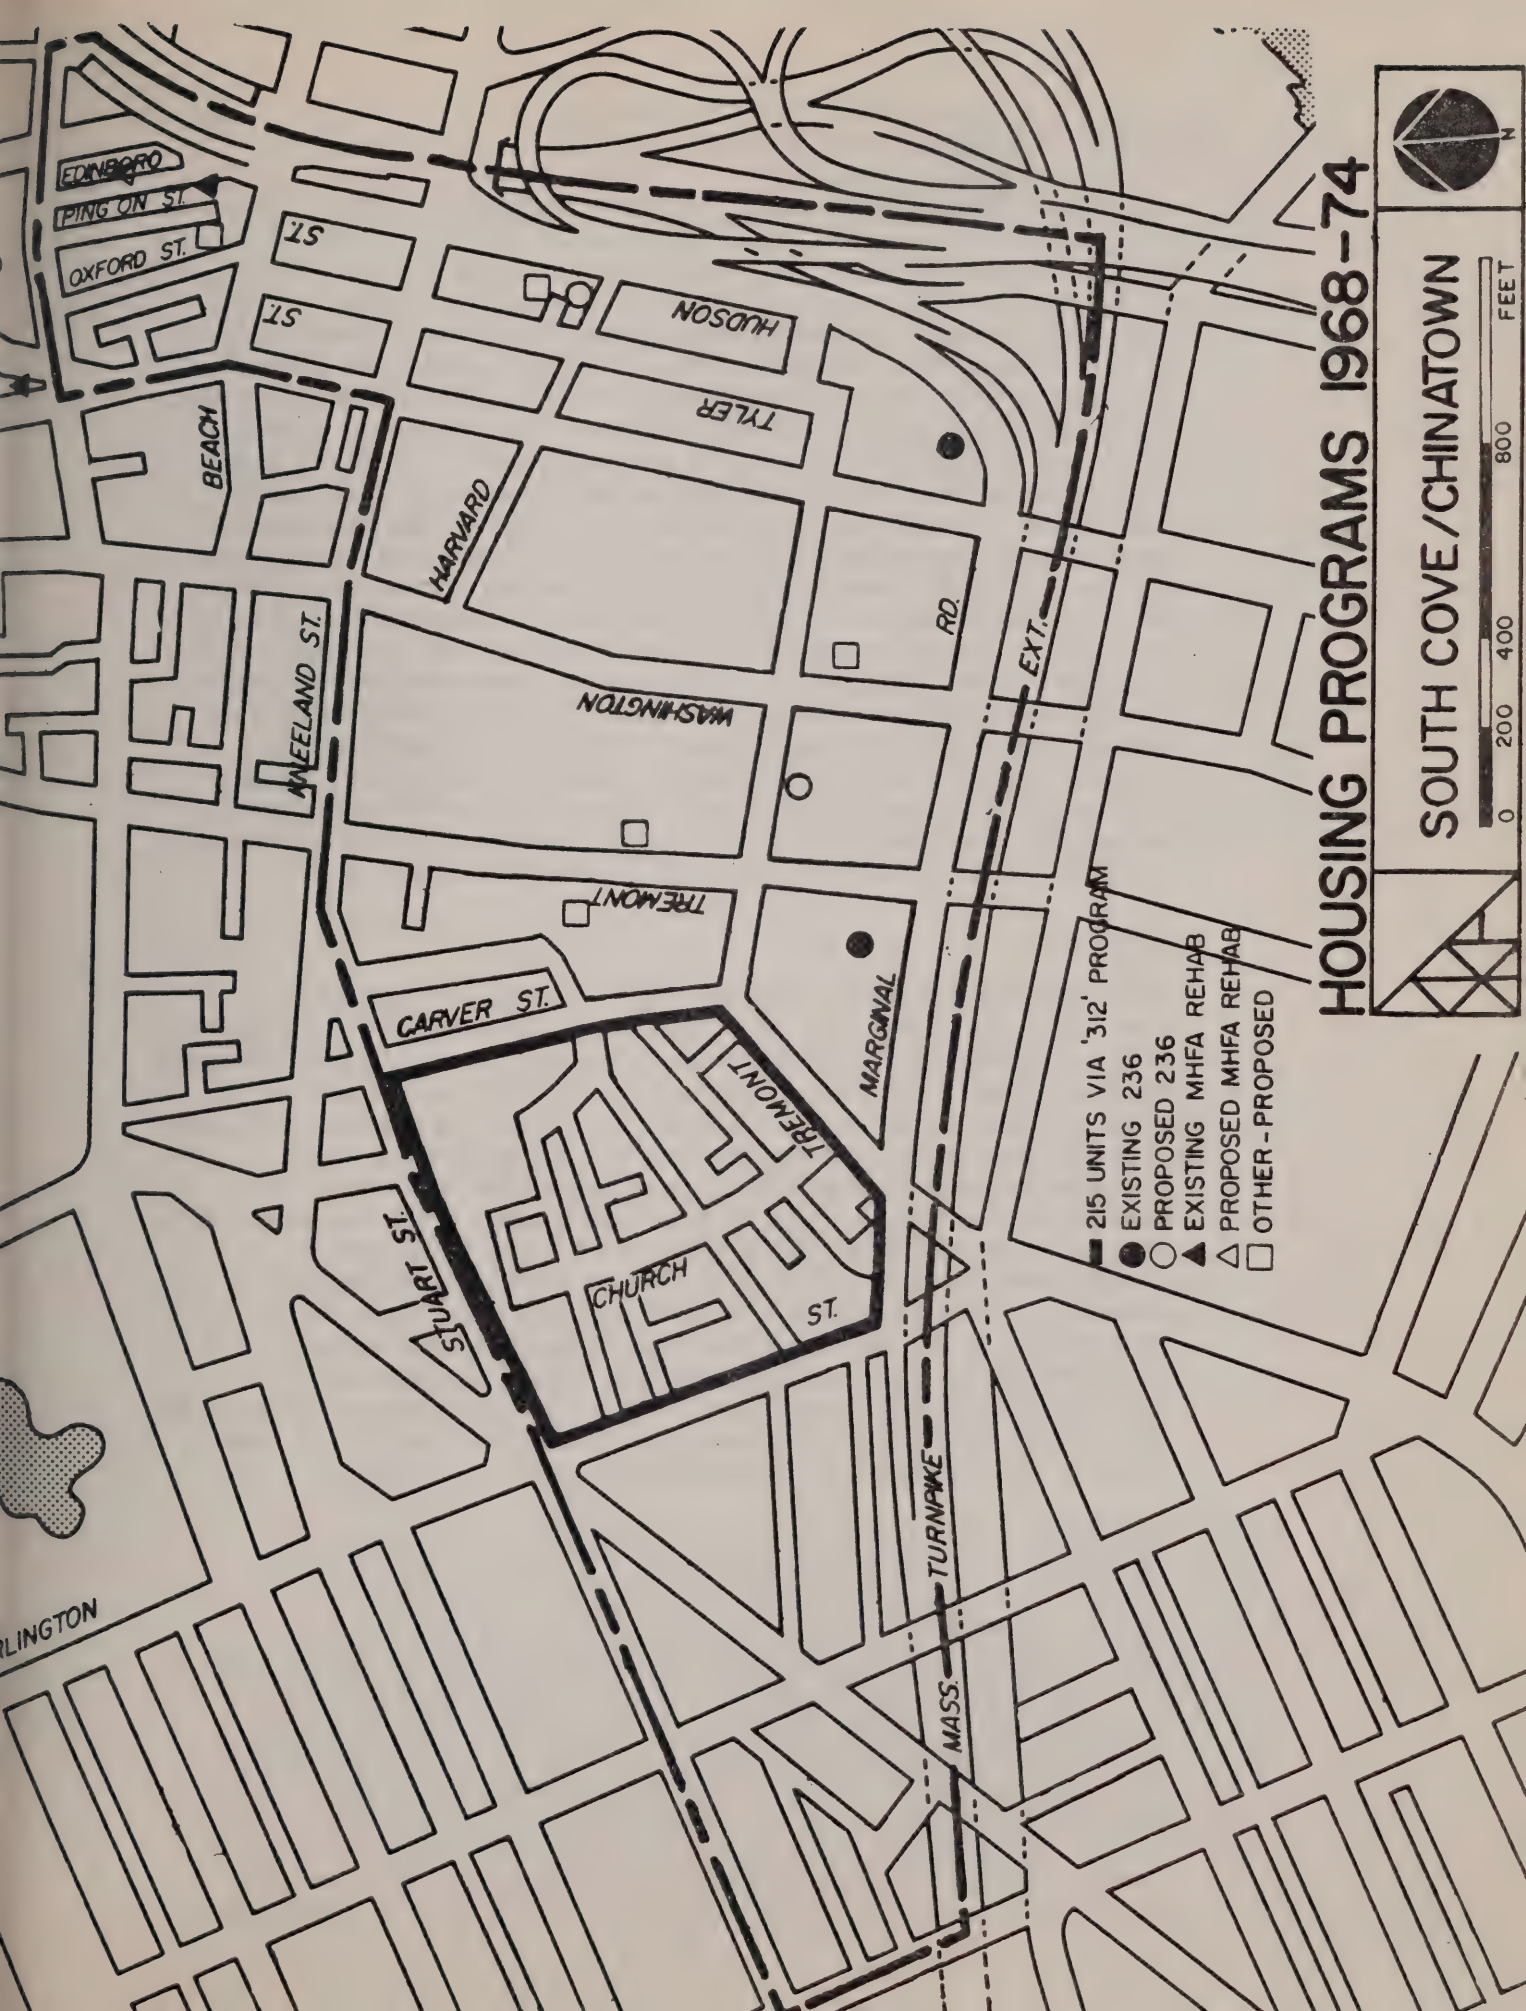 EDINBORO
PING ON ST.
OXFORD ST.
ST.
ST.
HUDSON
TYLER
BEACH
HARVARD
KNEELAND ST.
WASHINGTON
RD.
EXT.
TREMONT
CARVER ST.
MARGINAL
TREMONT
STUART ST.
CHURCH
ST.
TURNPIKE
MASS.
RLINGTON
215 UNITS VIA '312' PROGRAM
EXISTING 236
PROPOSED 236
EXISTING MHFA REHAB
PROPOSED MHFA REHAB
OTHER-PROPOSED
HOUSING PROGRAMS 1968-74
SOUTH COVE/CHINATOWN
0 200 400 800
FEET
N